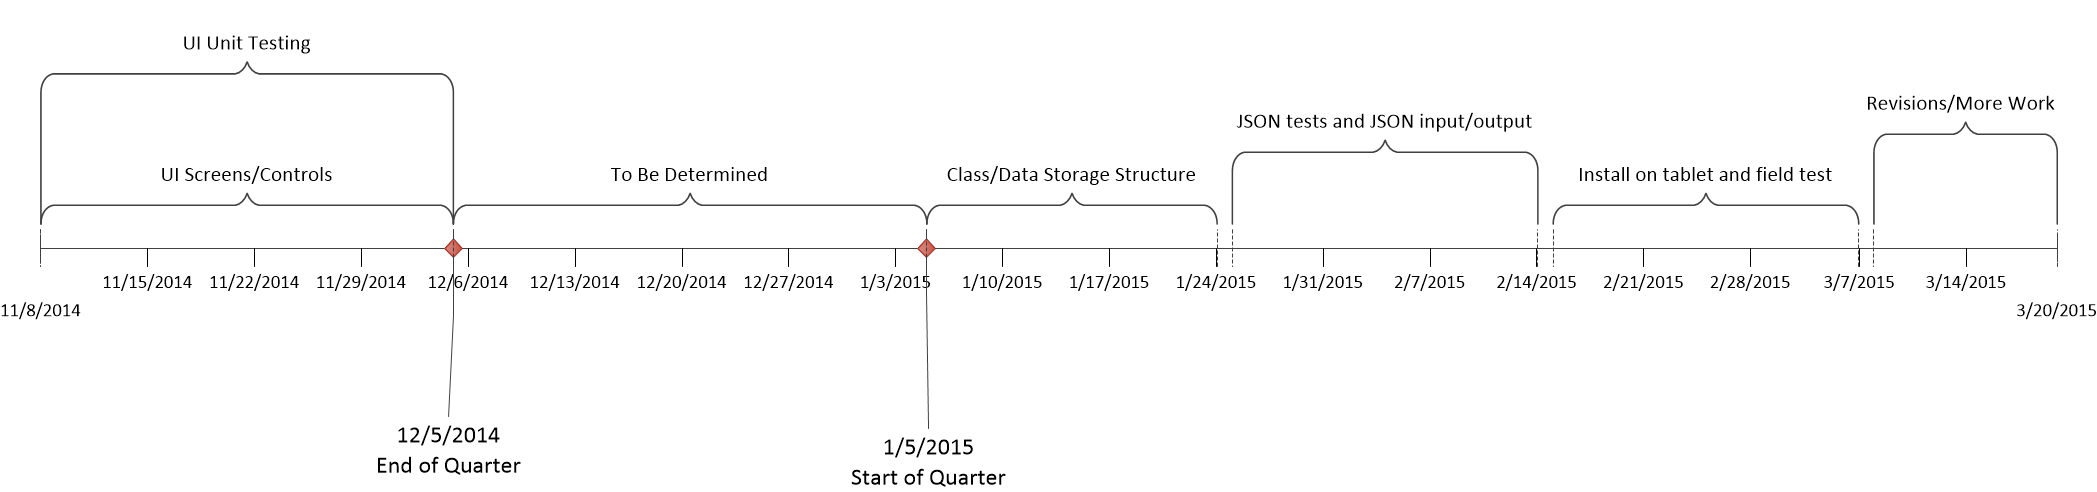 UI Unit Testing
Revisions/More Work
JSON tests and JSON input/output
UI Screens/Controls
To Be Determined
Class/Data Storage Structure
Install on tablet and field test
11/15/2014
11/22/2014
11/29/2014
12/6/2014
12/13/2014
12/20/2014
12/27/2014
1/3/2015
1/10/2015
1/17/2015
1/24/2015
1/31/2015
2/7/2015
2/14/2015
2/21/2015
2/28/2015
3/7/2015
3/14/2015
11/8/2014
3/20/2015
12/5/2014
End of Quarter
1/5/2015
Start of Quarter